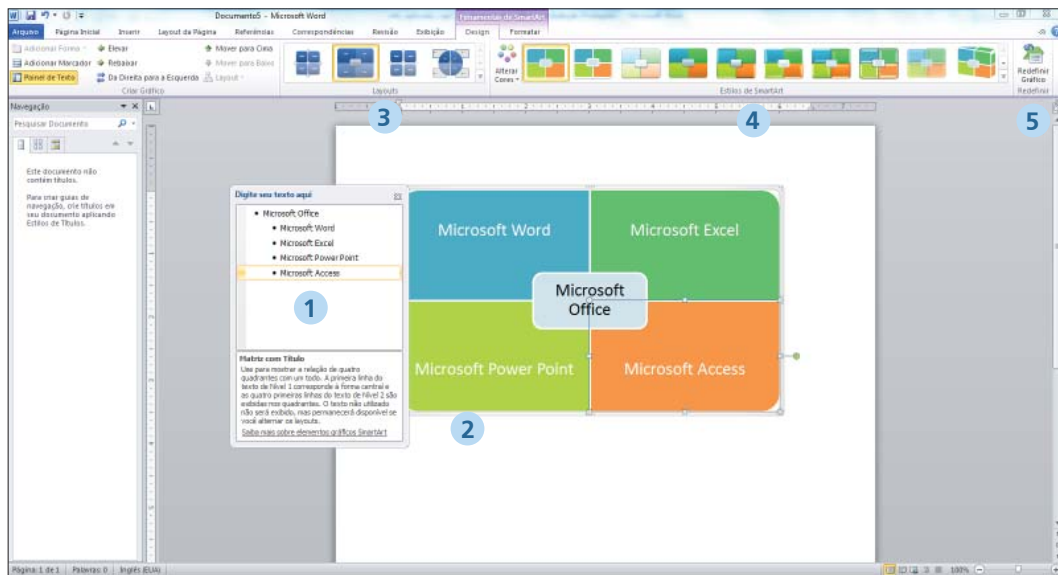 Documento5 - Microsoft Word
Ferramentas de SmartArt
Arquivo Página Inicial Inserir Layout da Página Referências Correspondências Revisão Exibição Design Formatar
Adicionar Forma Elevar Mover para Cima
Adicionar Marcador Rebaixar Mover para Baixo
Painel de Texto Da Direita para a Esquerda Layout
Alterar
Cores
Redefinir
Gráfico
Criar Gráfico Layouts Estilos de SmartArt Redefinir
Navegação
Pesquisar Documento
Este documento não
contém títulos.
Para criar guias de
navegação, crie títulos em
seu documento aplicando
Estilos de Títulos.
3
4
5
Digite seu texto aqui
• Microsoft Office
• Microsoft Word
• Microsoft Excel
• Microsoft Power Point
• Microsoft Access
1
Matriz com Título
Use para mostrar a relação de quatro
quadrantes com um todo. A primeira linha do
texto de Nível 1 corresponde à forma central e
as quatro primeiras linhas do texto de Nível 2 são
exibidas nos quadrantes. O texto não utilizado
não será exibido, mas permanecerá disponível se
você alternar os layouts.
Saiba mais sobre elementos gráficos SmartArt
Microsoft Word
Microsoft Excel
Microsoft
Office
Microsoft Power Point
Microsoft Access
2
Página: 1 de 1 Palavras: 0 Inglês (EUA) 100%